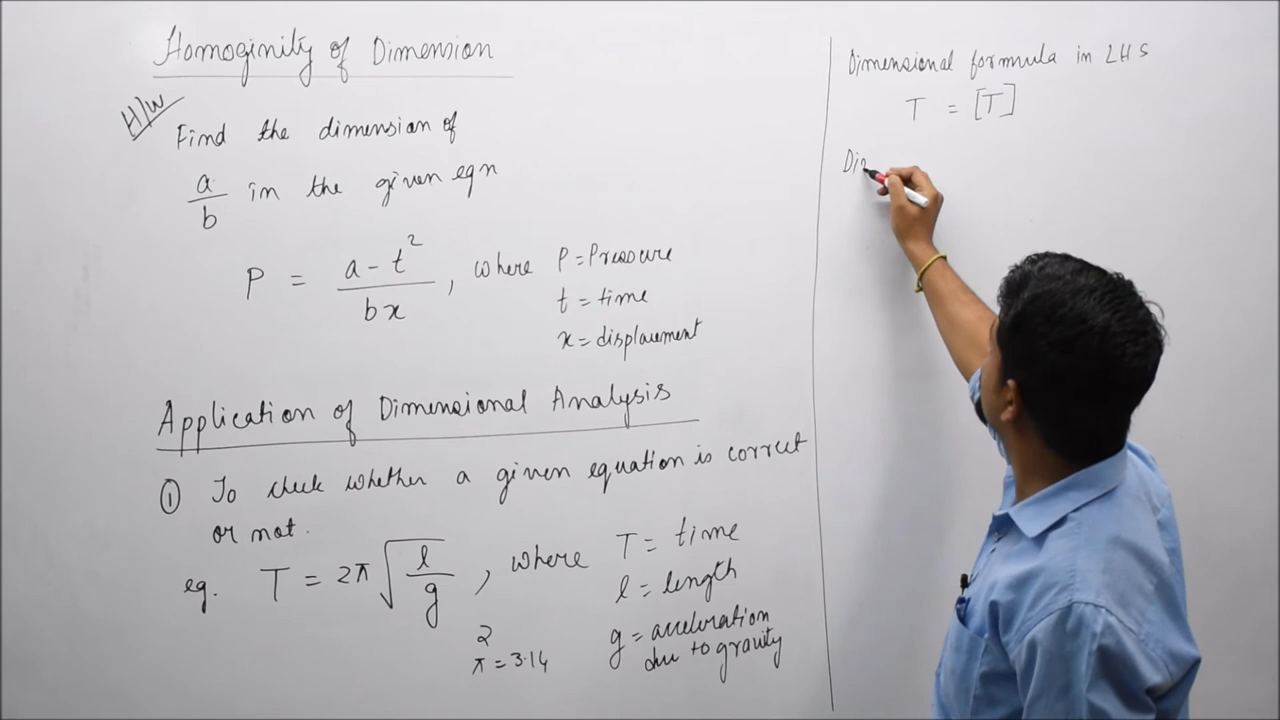 Homoginity of Dimension
H/W
Find the dimension of
a/b in the given eqn
P = (a - t²)/(bx), where P = Pressure
t = time
x = displacement
Application of Dimensional Analysis
① To check whether a given equation is correct
or not.
eg. T = 2π √(l/g), where T = time
l = length
2
π = 3.14
g = acceleration
due to gravity
Dimensional formula in LHS
T = [T]
Dim